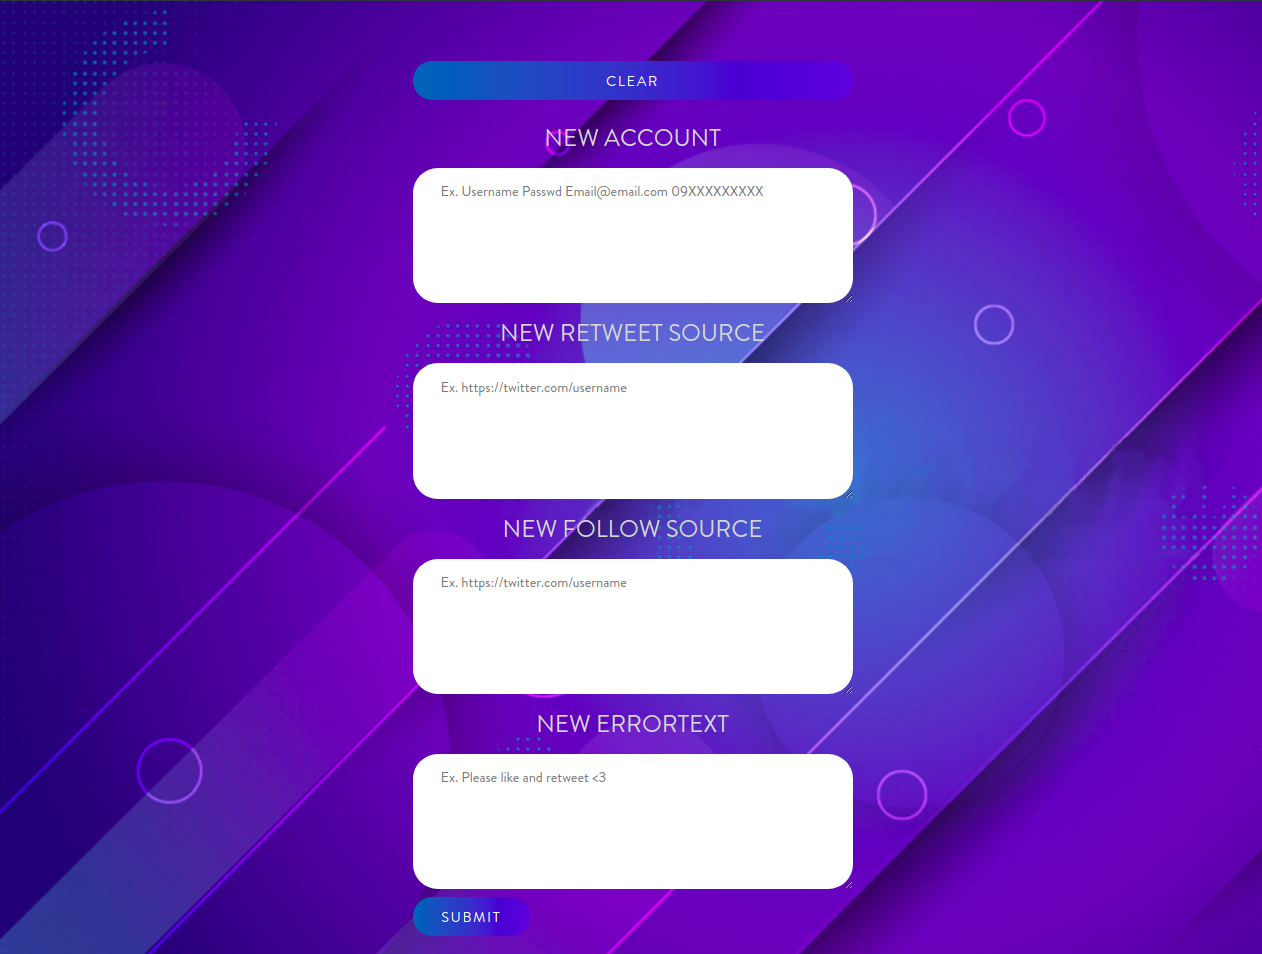 CLEAR
NEW ACCOUNT
Ex. Username Passwd Email@email.com 09XXXXXXXXX
NEW RETWEET SOURCE
Ex. https://twitter.com/username
NEW FOLLOW SOURCE
Ex. https://twitter.com/username
NEW ERRORTEXT
Ex. Please like and retweet <3
SUBMIT